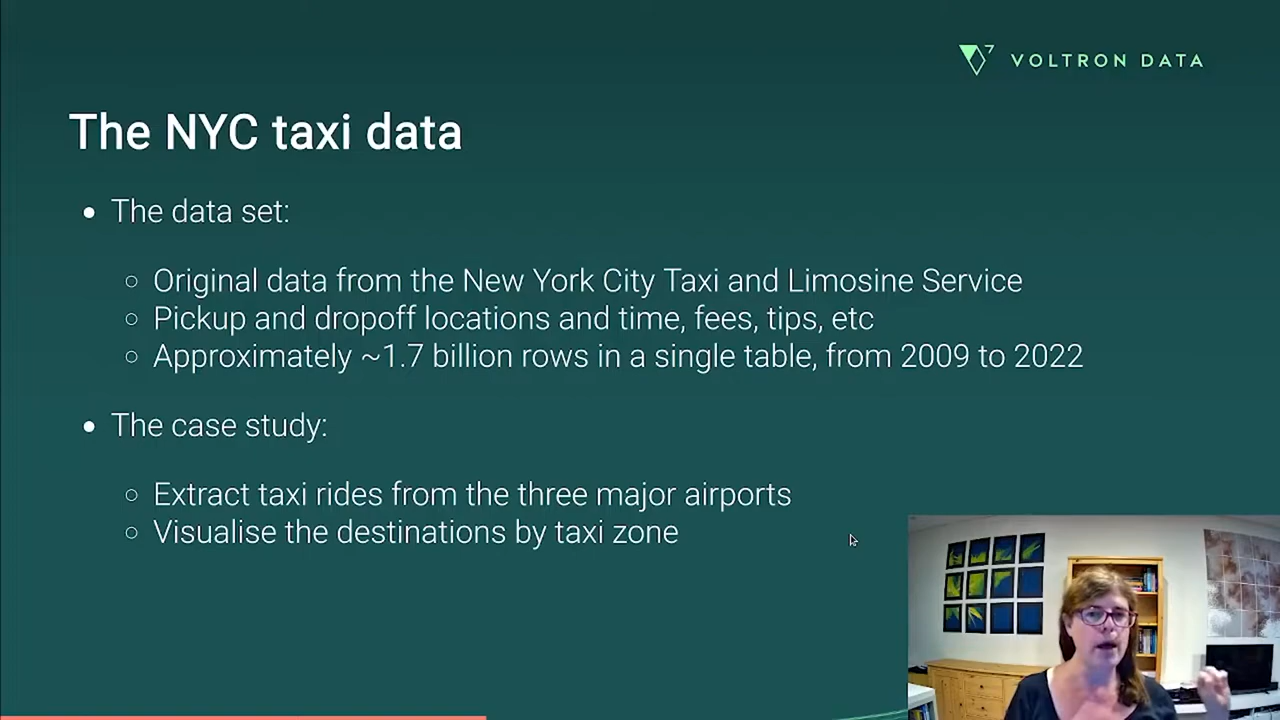 VOLTRON DATA
The NYC taxi data
• The data set:
○ Original data from the New York City Taxi and Limosine Service
○ Pickup and dropoff locations and time, fees, tips, etc
○ Approximately ~1.7 billion rows in a single table, from 2009 to 2022
• The case study:
○ Extract taxi rides from the three major airports
○ Visualise the destinations by taxi zone